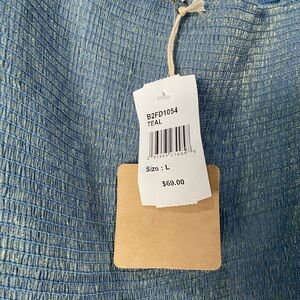 B2FD1054
TEAL
Size : L
$69.00